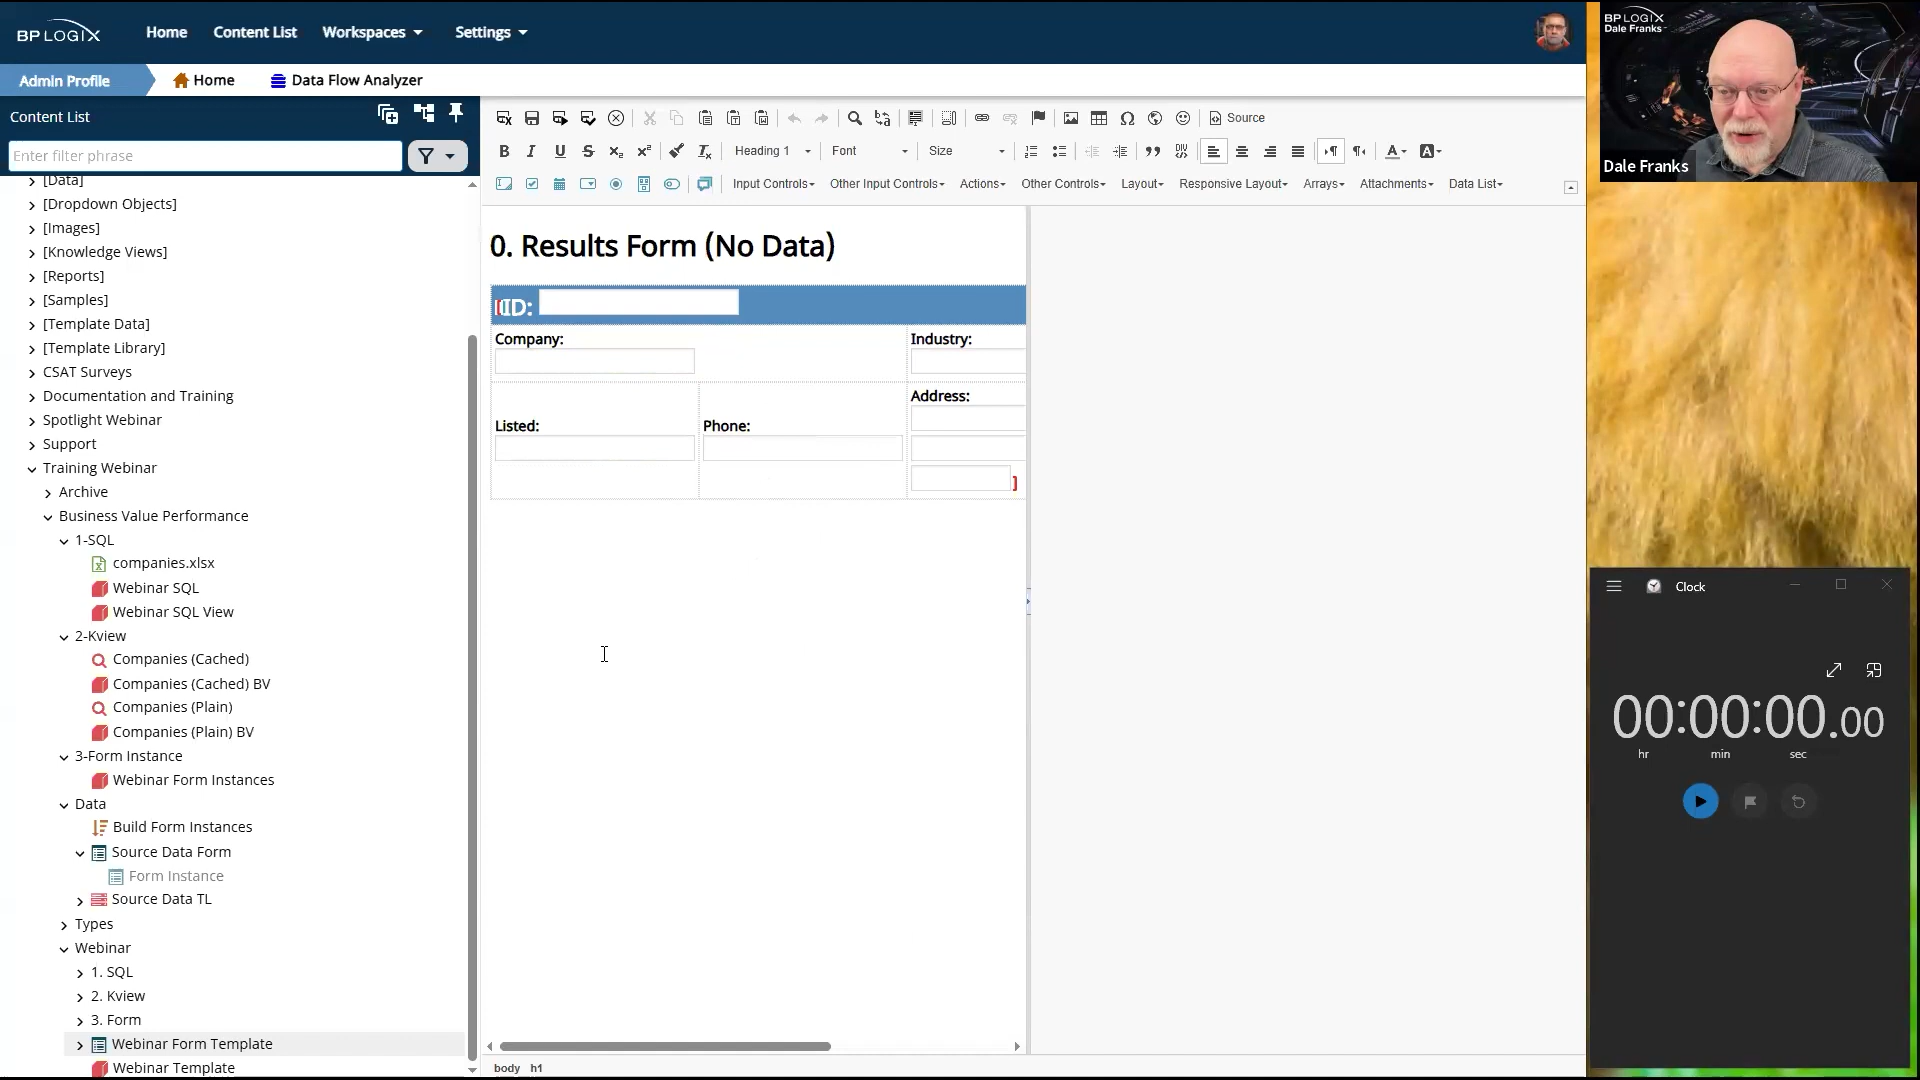 BP LOGIX
Home
Content List
Workspaces
Settings
Admin Profile
Home
Data Flow Analyzer
Content List
Enter filter phrase
[Data]
[Dropdown Objects]
[Images]
[Knowledge Views]
[Reports]
[Samples]
[Template Data]
[Template Library]
CSAT Surveys
Documentation and Training
Spotlight Webinar
Support
Training Webinar
Archive
Business Value Performance
1-SQL
companies.xlsx
Webinar SQL
Webinar SQL View
2-Kview
Companies (Cached)
Companies (Cached) BV
Companies (Plain)
Companies (Plain) BV
3-Form Instance
Webinar Form Instances
Data
Build Form Instances
Source Data Form
Form Instance
Source Data TL
Types
Webinar
1. SQL
2. Kview
3. Form
Webinar Form Template
Webinar Template
Source
Heading 1
Font
Size
Input Controls
Other Input Controls
Actions
Other Controls
Layout
Responsive Layout
Arrays
Attachments
Data List
0. Results Form (No Data)
ID:
Company:
Industry:
Listed:
Phone:
Address:
]
body h1
BP LOGIX
Dale Franks
Dale Franks
Clock
00:00:00.00
hr min sec